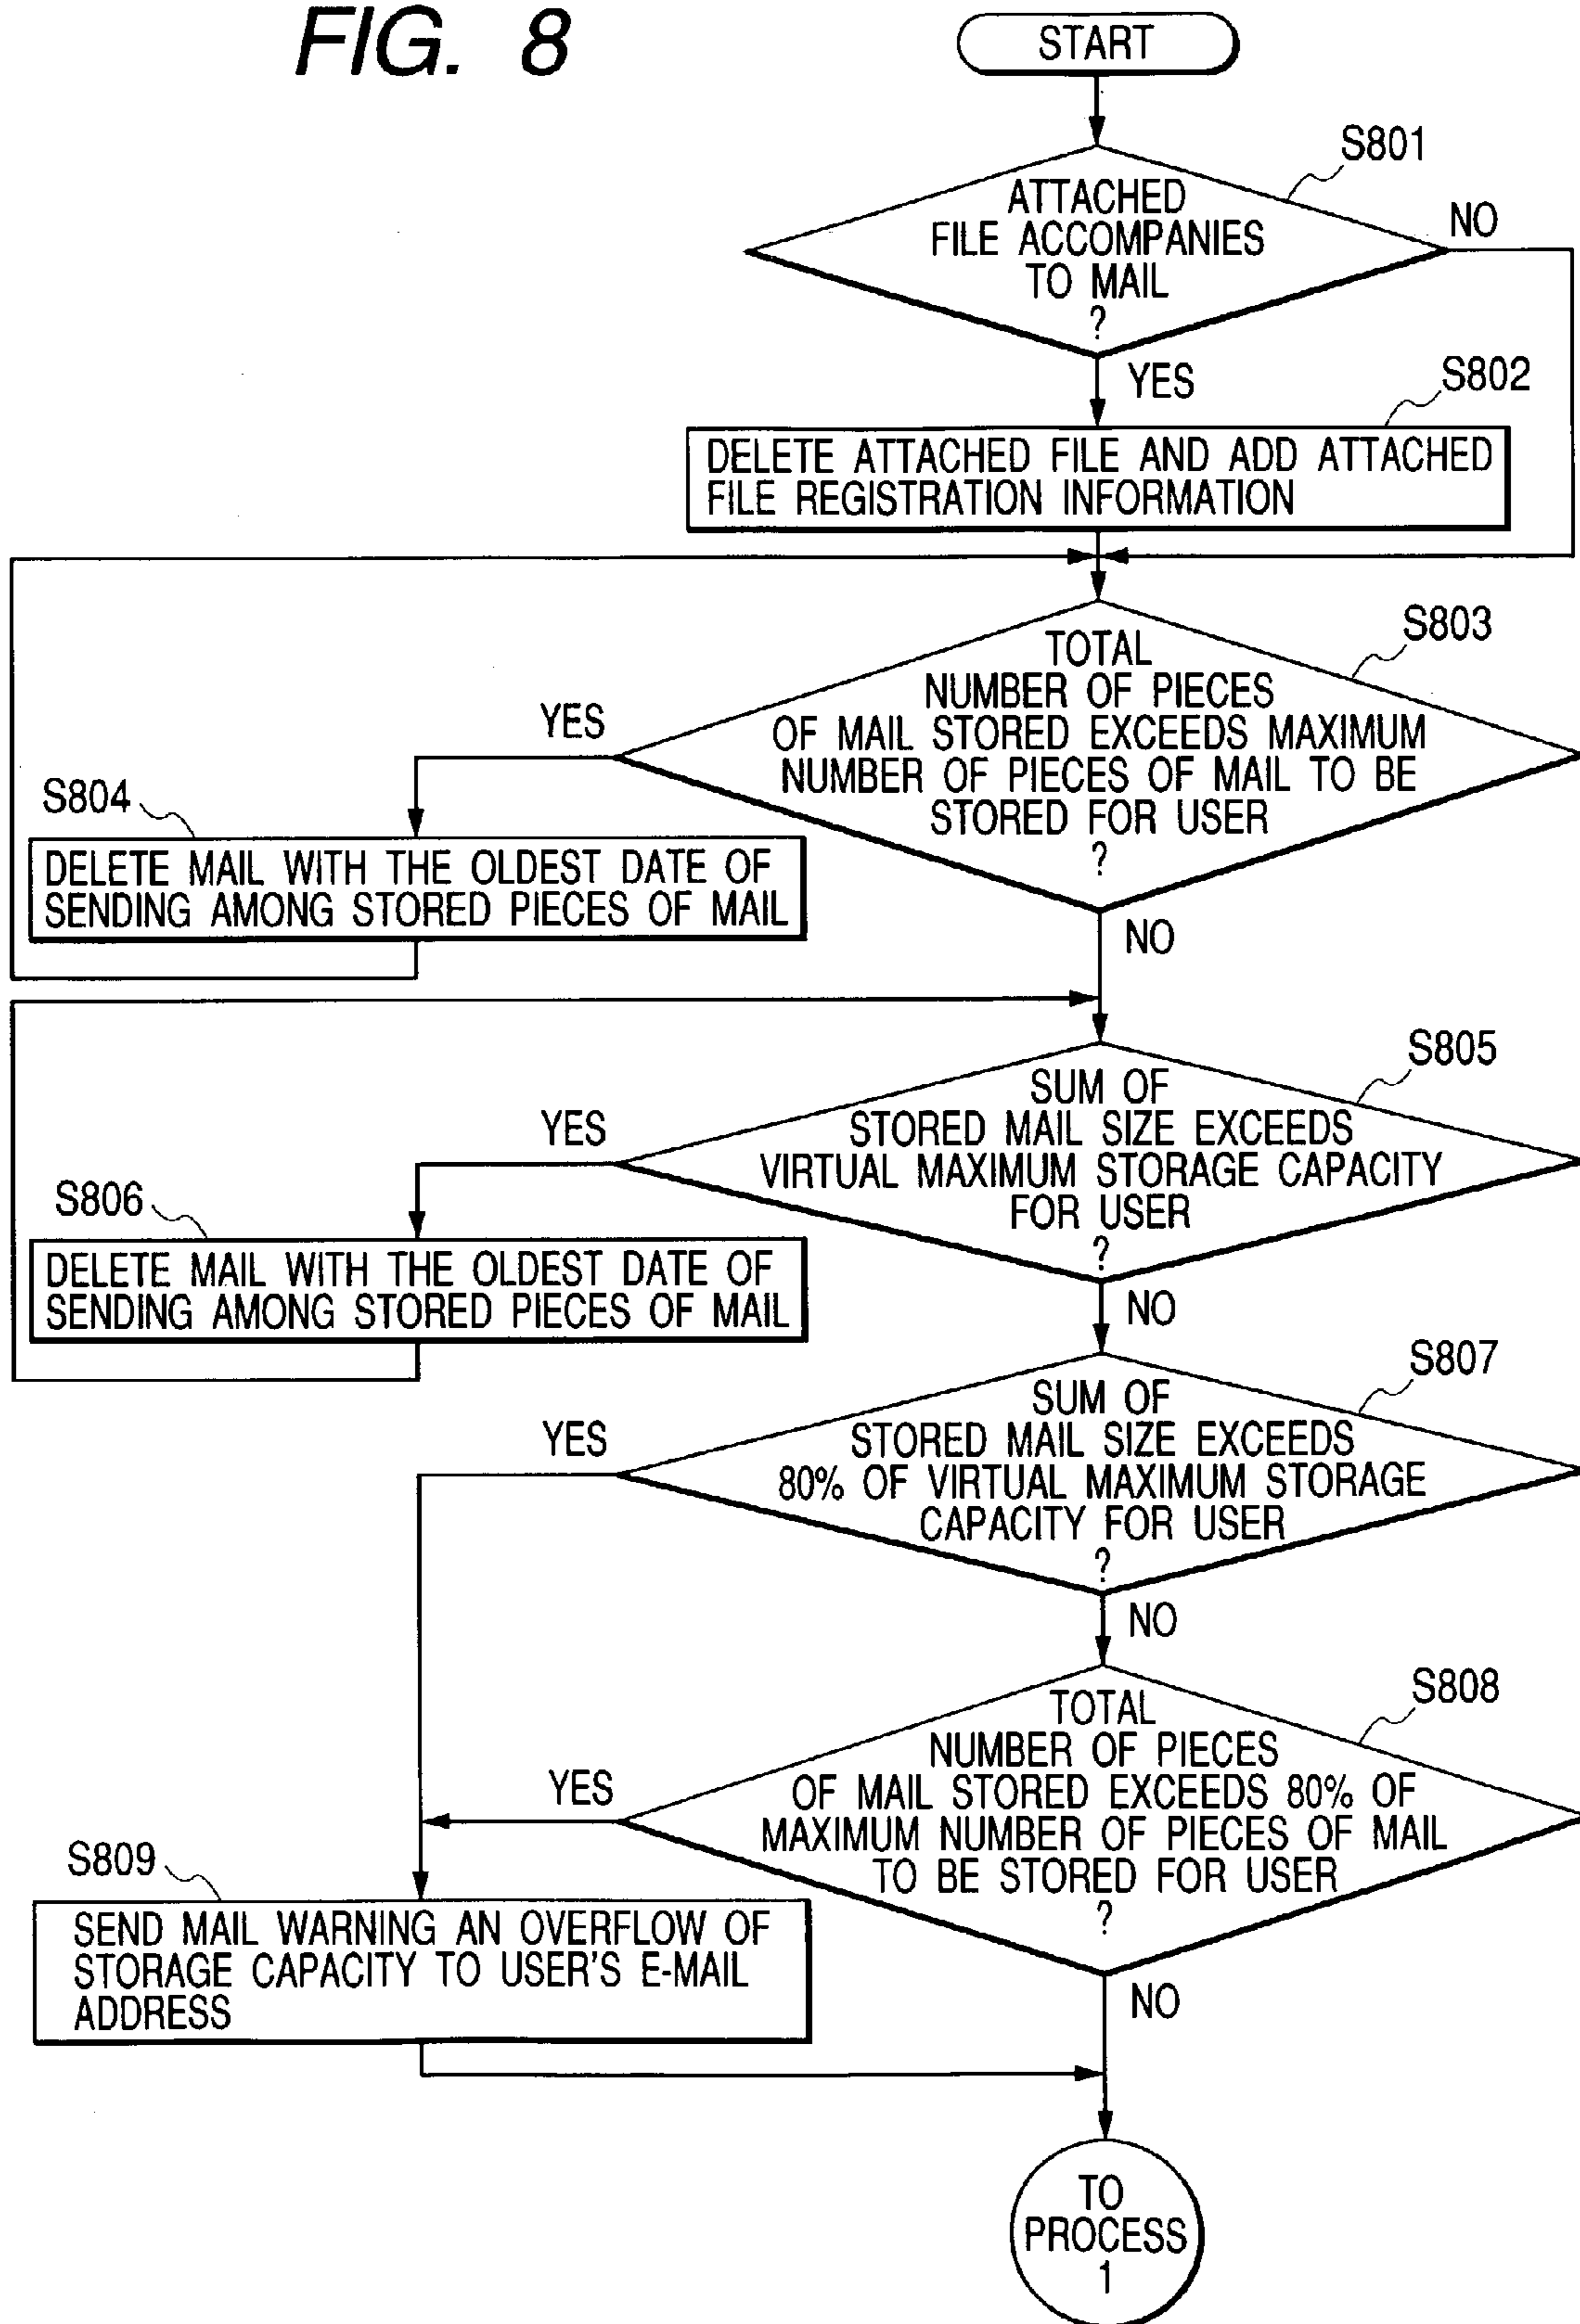 FIG. 8
START
S801
ATTACHED
FILE ACCOMPANIES
TO MAIL
?
NO
YES
S802
DELETE ATTACHED FILE AND ADD ATTACHED
FILE REGISTRATION INFORMATION
S803
TOTAL
NUMBER OF PIECES
OF MAIL STORED EXCEEDS MAXIMUM
NUMBER OF PIECES OF MAIL TO BE
STORED FOR USER
?
YES
S804
DELETE MAIL WITH THE OLDEST DATE OF
SENDING AMONG STORED PIECES OF MAIL
NO
S805
SUM OF
STORED MAIL SIZE EXCEEDS
VIRTUAL MAXIMUM STORAGE CAPACITY
FOR USER
?
YES
S806
DELETE MAIL WITH THE OLDEST DATE OF
SENDING AMONG STORED PIECES OF MAIL
NO
S807
SUM OF
STORED MAIL SIZE EXCEEDS
80% OF VIRTUAL MAXIMUM STORAGE
CAPACITY FOR USER
?
YES
NO
S808
TOTAL
NUMBER OF PIECES
OF MAIL STORED EXCEEDS 80% OF
MAXIMUM NUMBER OF PIECES OF MAIL
TO BE STORED FOR USER
?
YES
S809
SEND MAIL WARNING AN OVERFLOW OF
STORAGE CAPACITY TO USER'S E-MAIL
ADDRESS
NO
TO
PROCESS
1